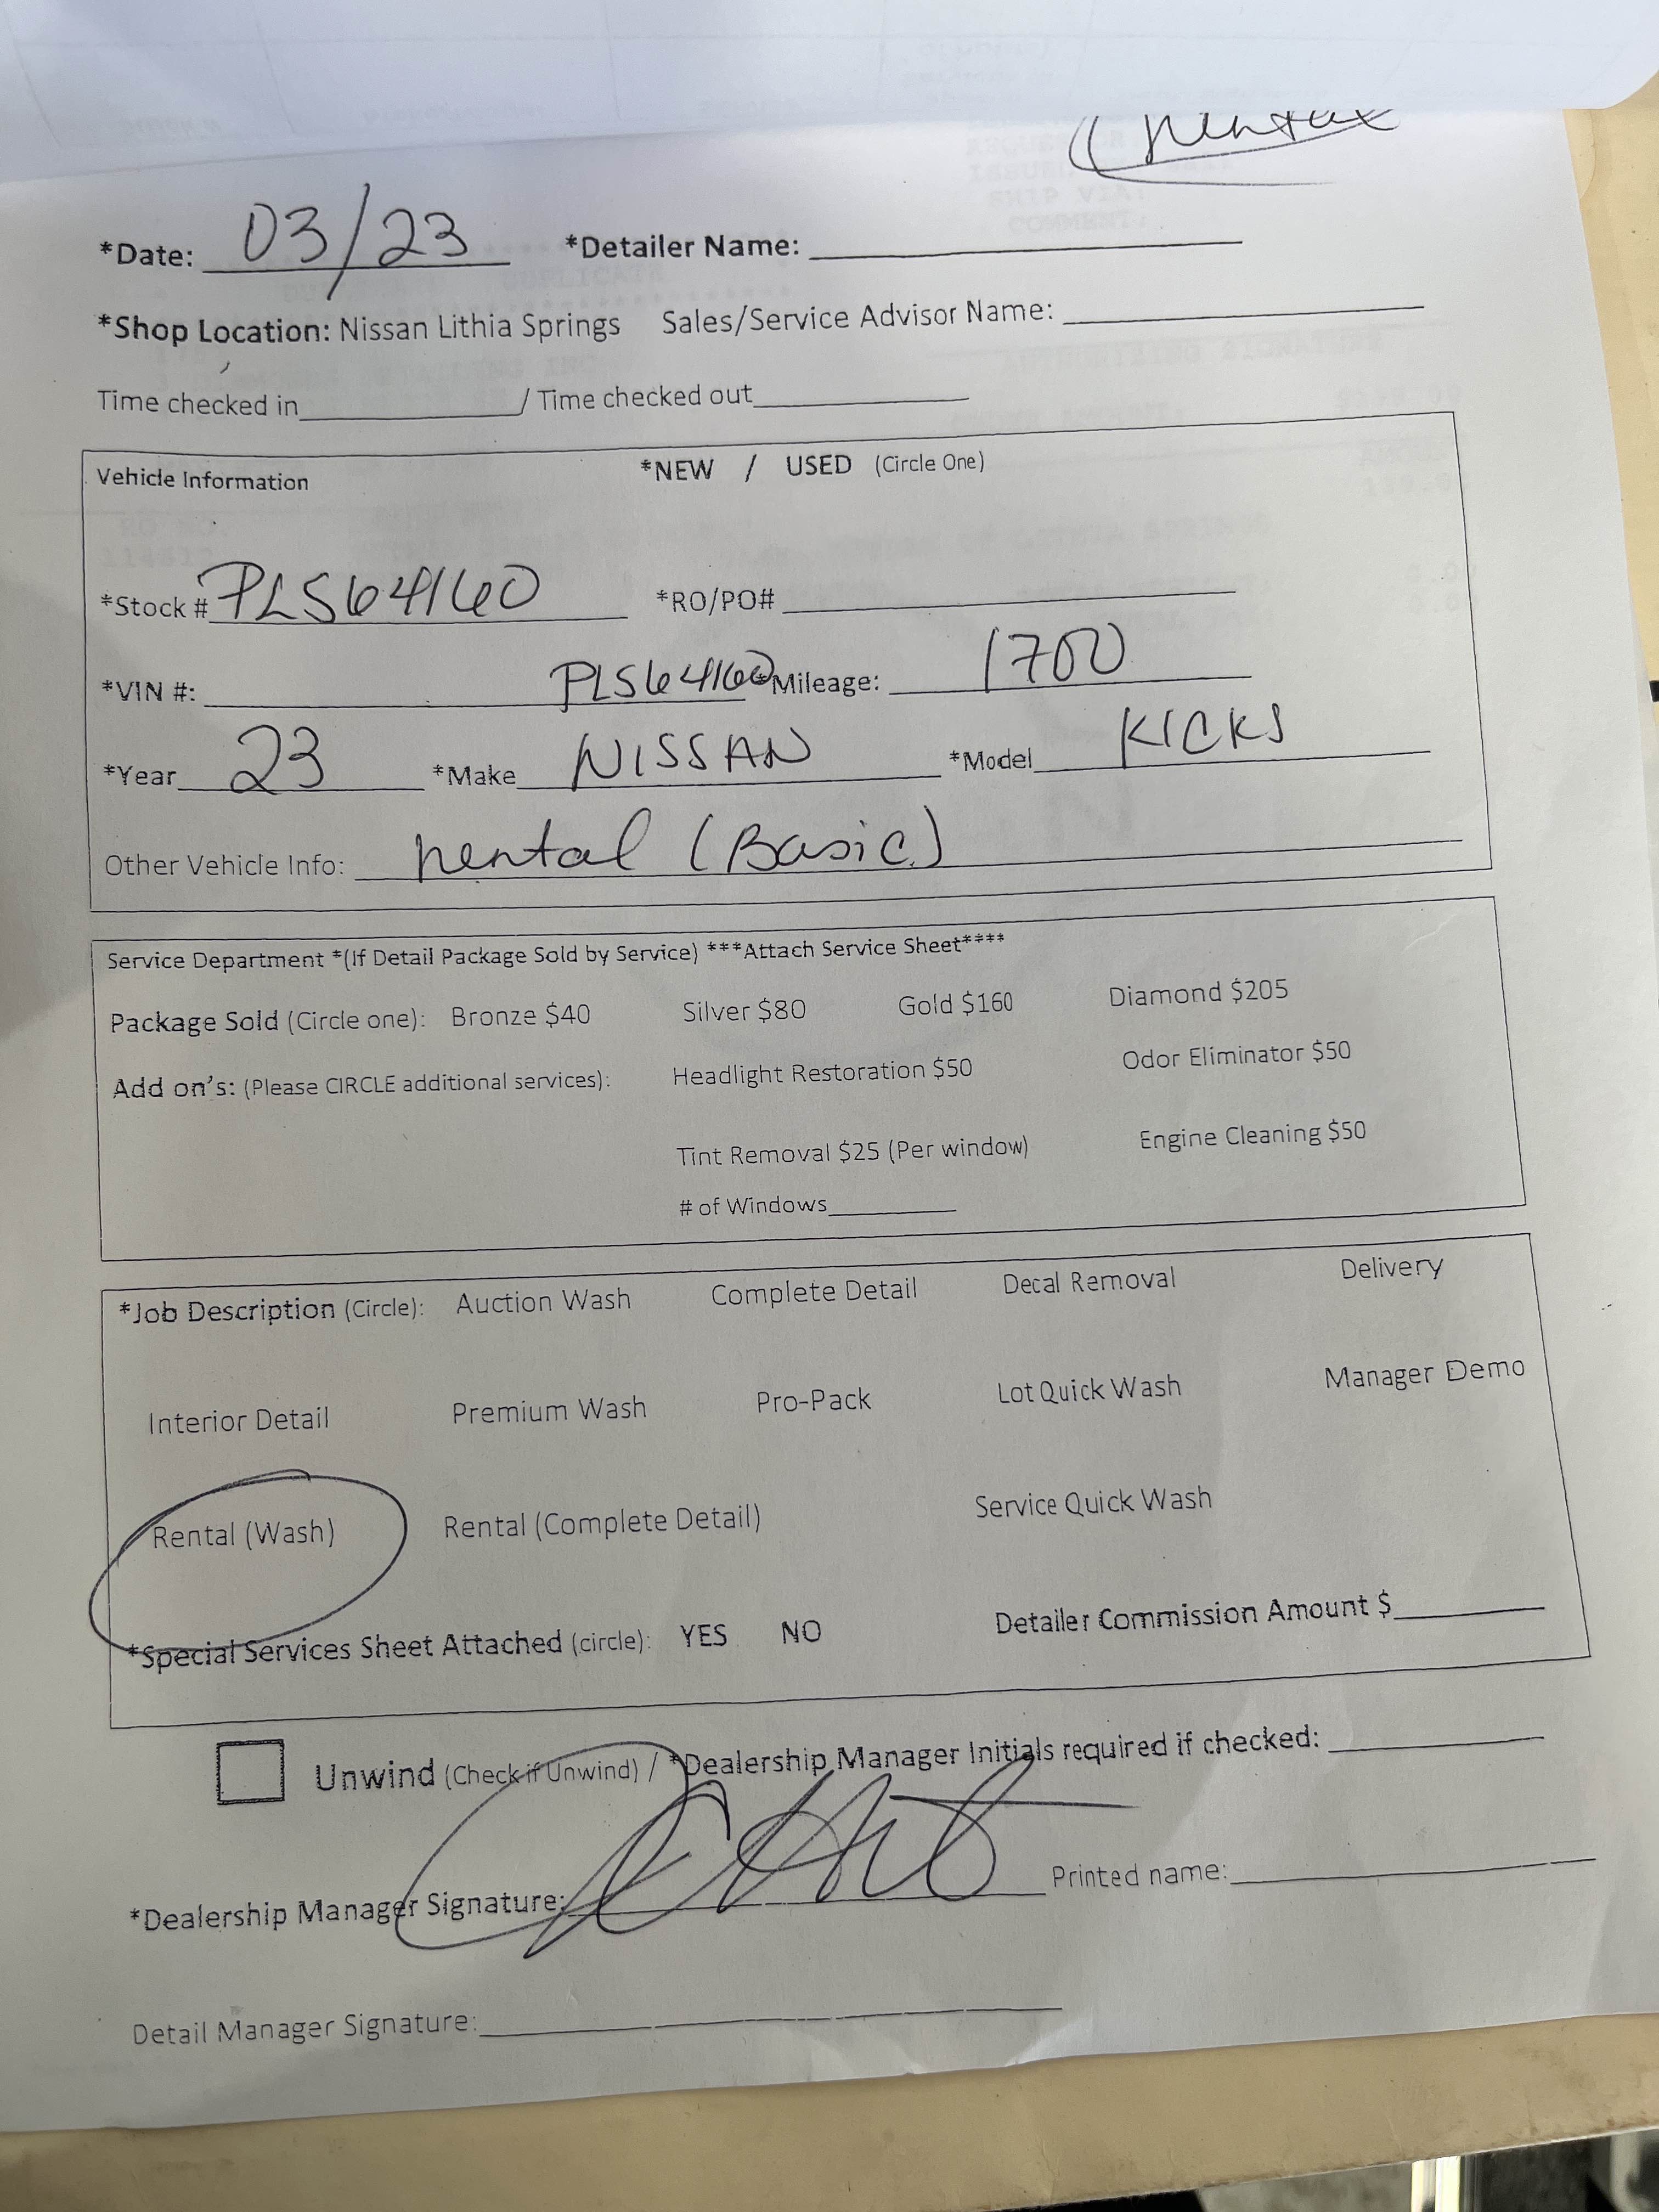 rental
*Date: 03/23 *Detailer Name:
*Shop Location: Nissan Lithia Springs Sales/Service Advisor Name:
Time checked in / Time checked out
Vehicle Information *NEW / USED (Circle One)
*Stock # PL564160 *RO/PO#
*VIN #: PL564160 *Mileage: 1700
*Year 23 *Make NISSAN *Model KICKS
Other Vehicle Info: rental (Basic)
Service Department *(If Detail Package Sold by Service) ***Attach Service Sheet****
Package Sold (Circle one): Bronze $40 Silver $80 Gold $160 Diamond $205
Add on's: (Please CIRCLE additional services): Headlight Restoration $50 Odor Eliminator $50
Tint Removal $25 (Per window) Engine Cleaning $50
# of Windows
*Job Description (Circle): Auction Wash Complete Detail Decal Removal Delivery
Interior Detail Premium Wash Pro-Pack Lot Quick Wash Manager Demo
Rental (Wash) Rental (Complete Detail) Service Quick Wash
*Special Services Sheet Attached (circle): YES NO Detailer Commission Amount $
Unwind (Check if Unwind) / *Dealership Manager Initials required if checked:
*Dealership Manager Signature: Printed name:
Detail Manager Signature: